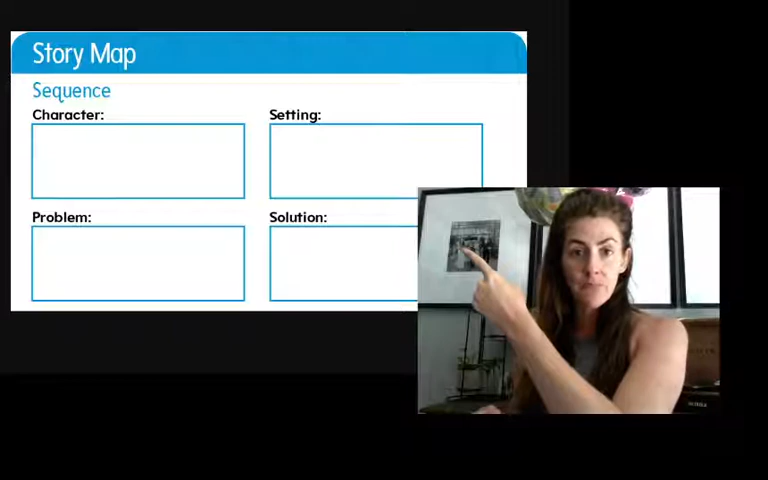 Story Map
Sequence
Character:
Setting:
Problem:
Solution: